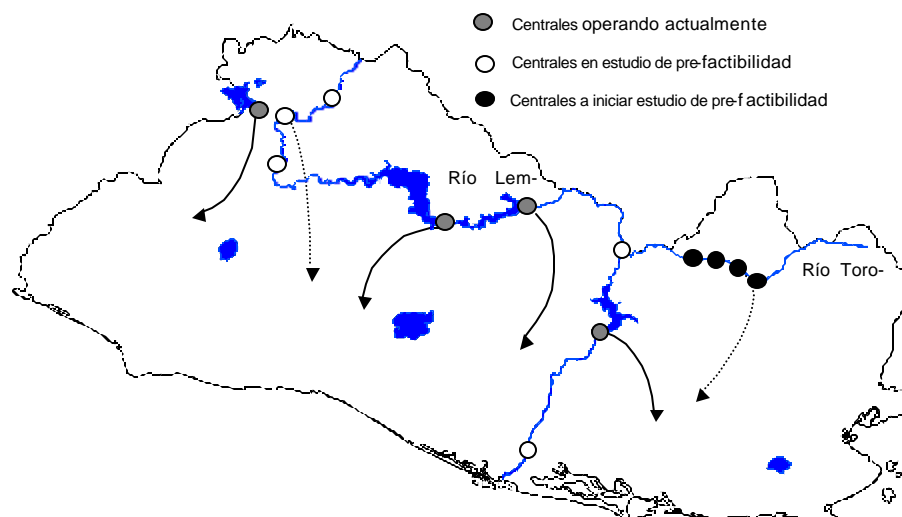 Centrales operando actualmente
Centrales en estudio de pre-factibilidad
Centrales a iniciar estudio de pre-f actibilidad
Río Lem-
Río Toro-